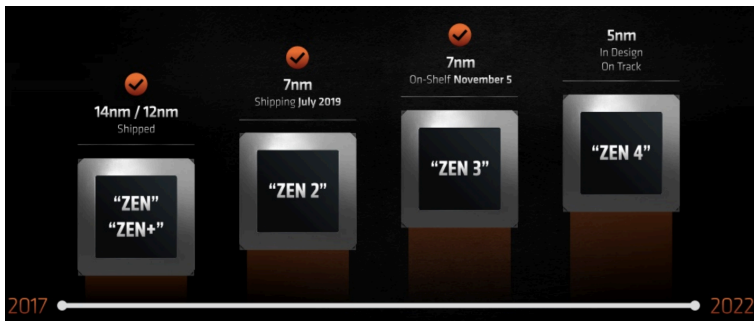 14nm / 12nm
Shipped
“ZEN”
“ZEN+”
7nm
Shipping July 2019
“ZEN 2”
7nm
On-Shelf November 5
“ZEN 3”
5nm
In Design
On Track
“ZEN 4”
2017
2022